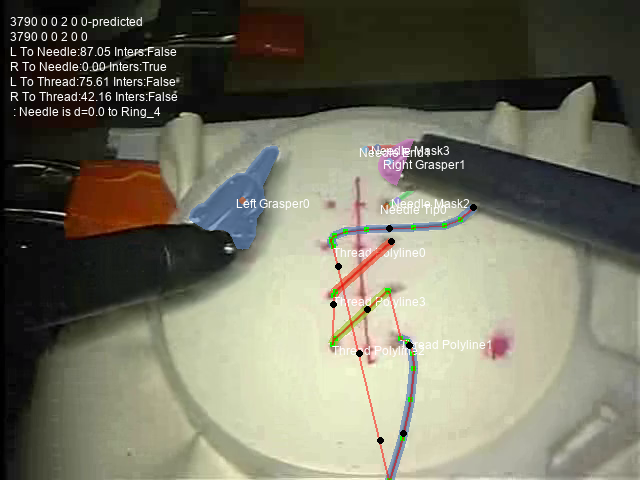 3790 0 0 2 0 0-predicted
3790 0 0 2 0 0
L To Needle:87.05 Inters:False
R To Needle:0.00 Inters:True
L To Thread:75.61 Inters:False
R To Thread:42.16 Inters:False
: Needle is d=0.0 to Ring_4
Needle Mask3
Needle End1
Right Grasper1
Left Grasper0
Needle Mask2
Needle Tip0
Thread Polyline0
Thread Polyline3
Thread Polyline1
Thread Polyline2